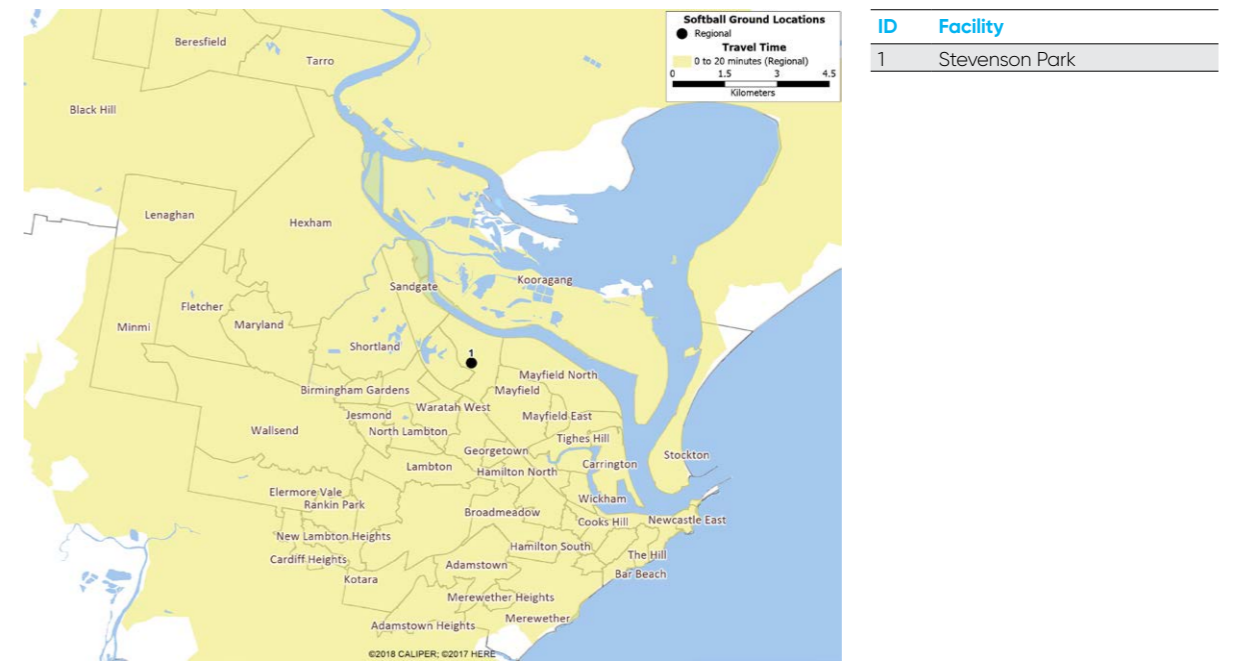 Softball Ground Locations
Regional
Travel Time
0 to 20 minutes (Regional)
0 1.5 3 4.5
Kilometers
ID Facility
1 Stevenson Park
Beresfield
Tarro
Black Hill
Lenaghan
Hexham
Sandgate
Kooragang
Fletcher
Minmi
Maryland
Shortland
1
Mayfield North
Birmingham Gardens
Mayfield
Waratah West
Jesmond
Mayfield East
Wallsend
North Lambton
Tighes Hill
Georgetown
Stockton
Lambton
Hamilton North
Carrington
Elermore Vale
Rankin Park
Wickham
Broadmeadow
Cooks Hill
Newcastle East
New Lambton Heights
Hamilton South
The Hill
Cardiff Heights
Adamstown
Bar Beach
Kotara
Merewether Heights
Merewether
Adamstown Heights
©2018 CALIPER; ©2017 HERE